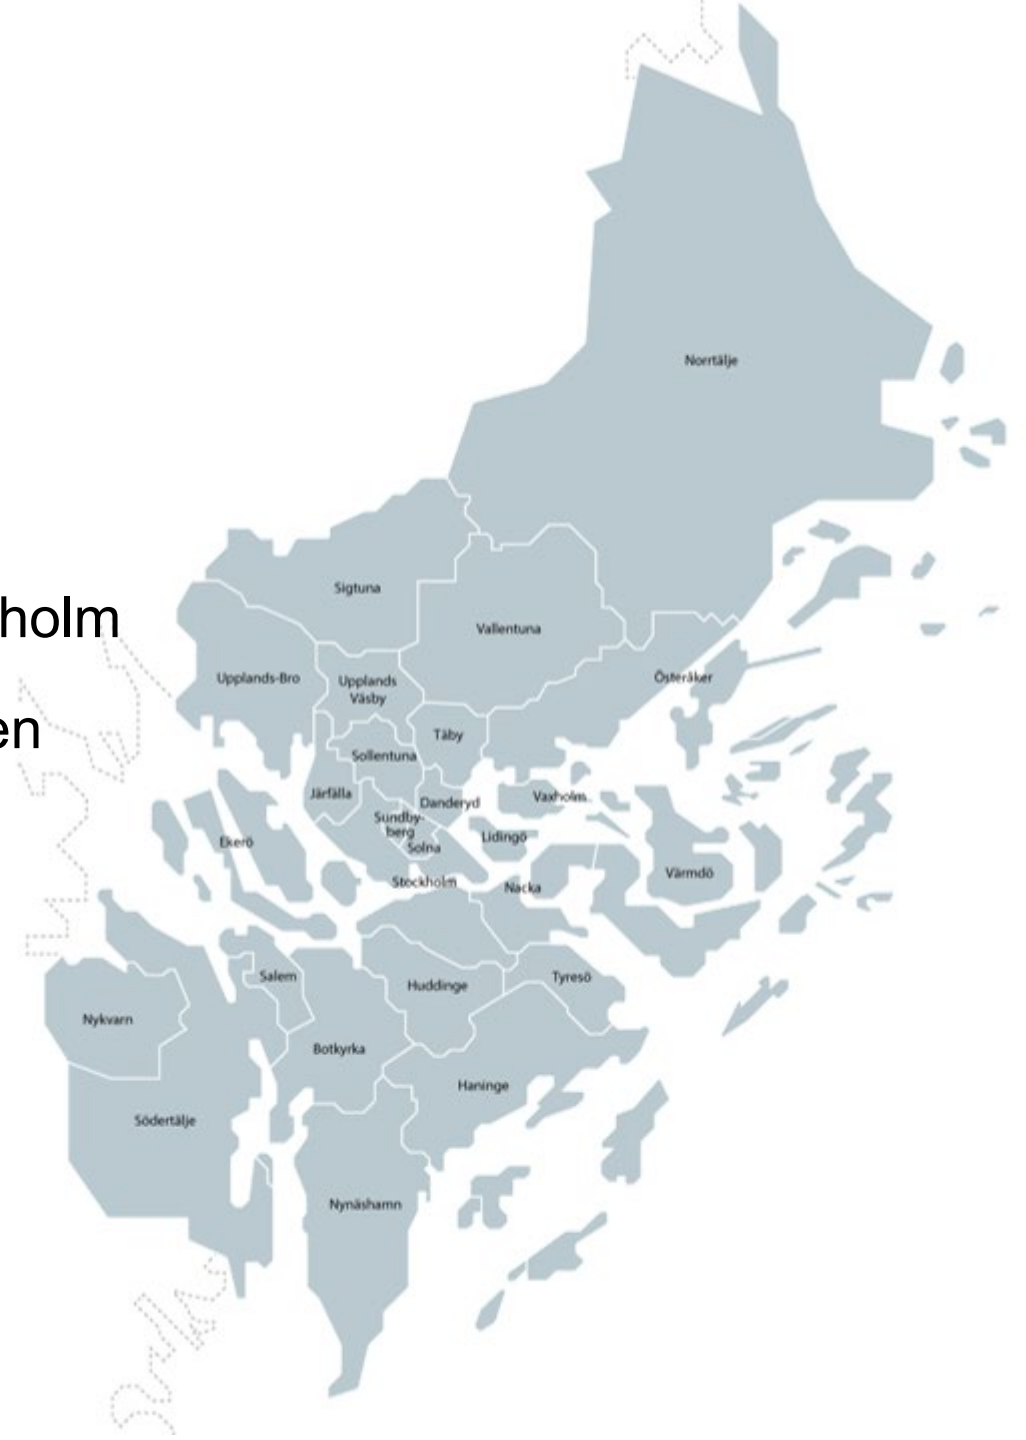 Norrtälje
Sigtuna
holm
Vallentuna
Upplands-Bro
Upplands
Väsby
Österåker
en
Täby
Sollentuna
Järfälla
Danderyd
Vaxholm
Sundby-
berg
Solna
Lidingö
Ekerö
Stockholm
Nacka
Värmdö
Salem
Huddinge
Tyresö
Nykvarn
Botkyrka
Haninge
Södertälje
Nynäshamn